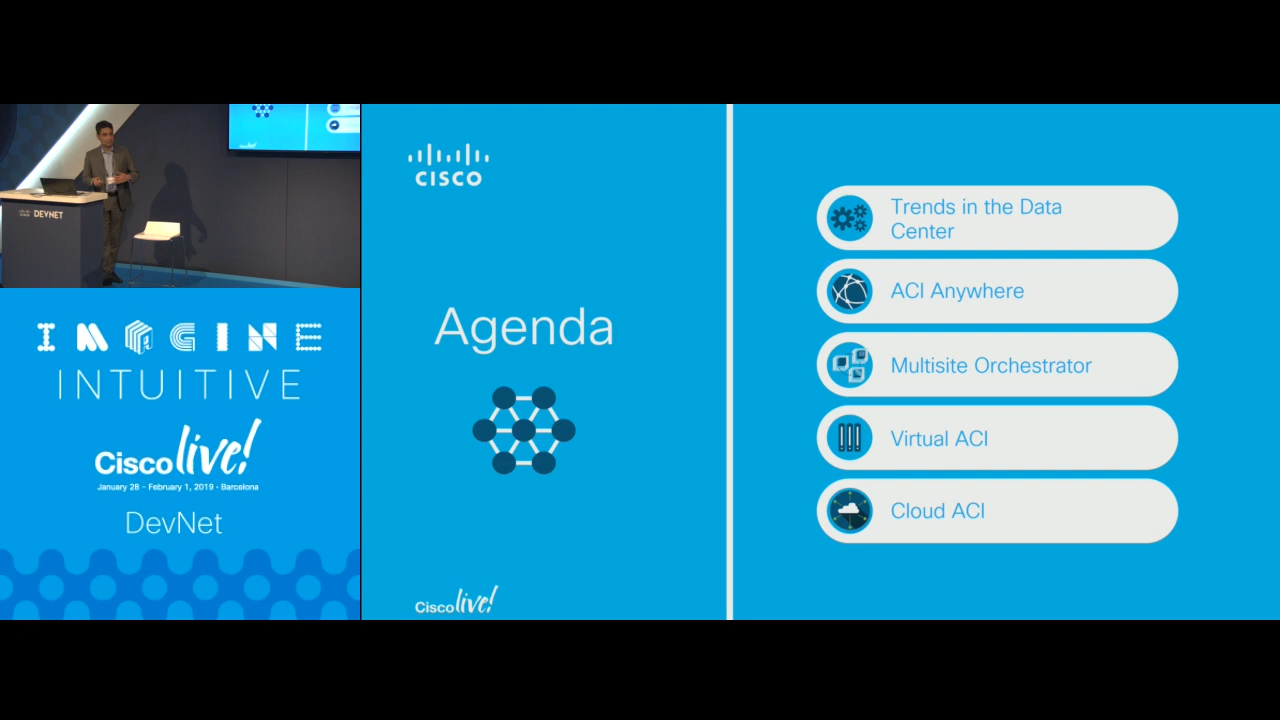 CISCO
DEVNET
IMAGINE
INTUITIVE
Cisco live!
January 28 - February 1, 2019 · Barcelona
DevNet
CISCO
Agenda
Cisco live!
Trends in the Data
Center
ACI Anywhere
Multisite Orchestrator
Virtual ACI
Cloud ACI